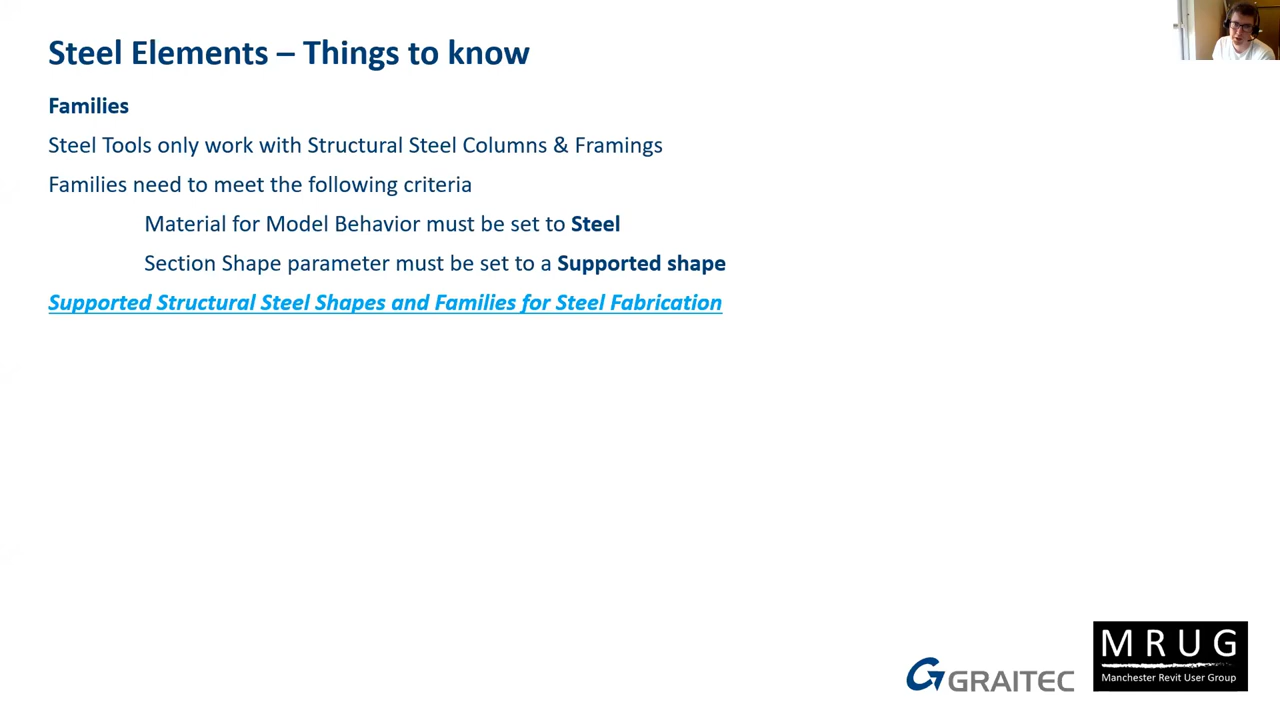 Steel Elements – Things to know
Families
Steel Tools only work with Structural Steel Columns & Framings
Families need to meet the following criteria
Material for Model Behavior must be set to Steel
Section Shape parameter must be set to a Supported shape
Supported Structural Steel Shapes and Families for Steel Fabrication
GRAITEC
MRUG
Manchester Revit User Group